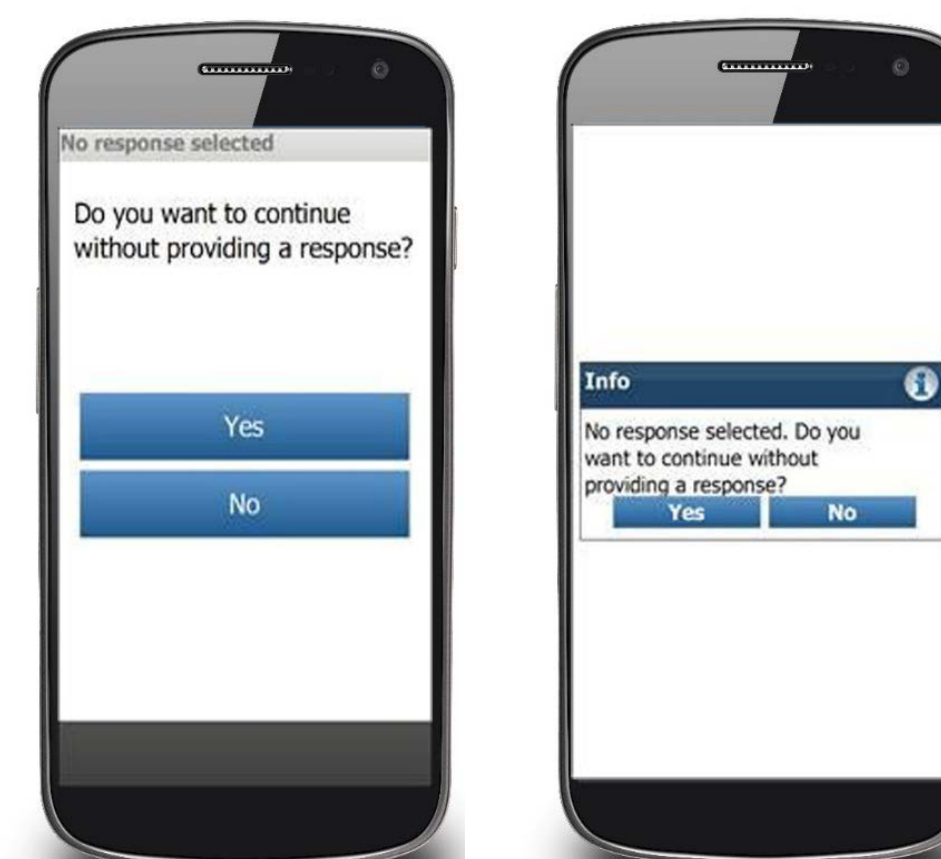 No response selected
Do you want to continue
without providing a response?
Yes
No
Info
No response selected. Do you
want to continue without
providing a response?
Yes
No